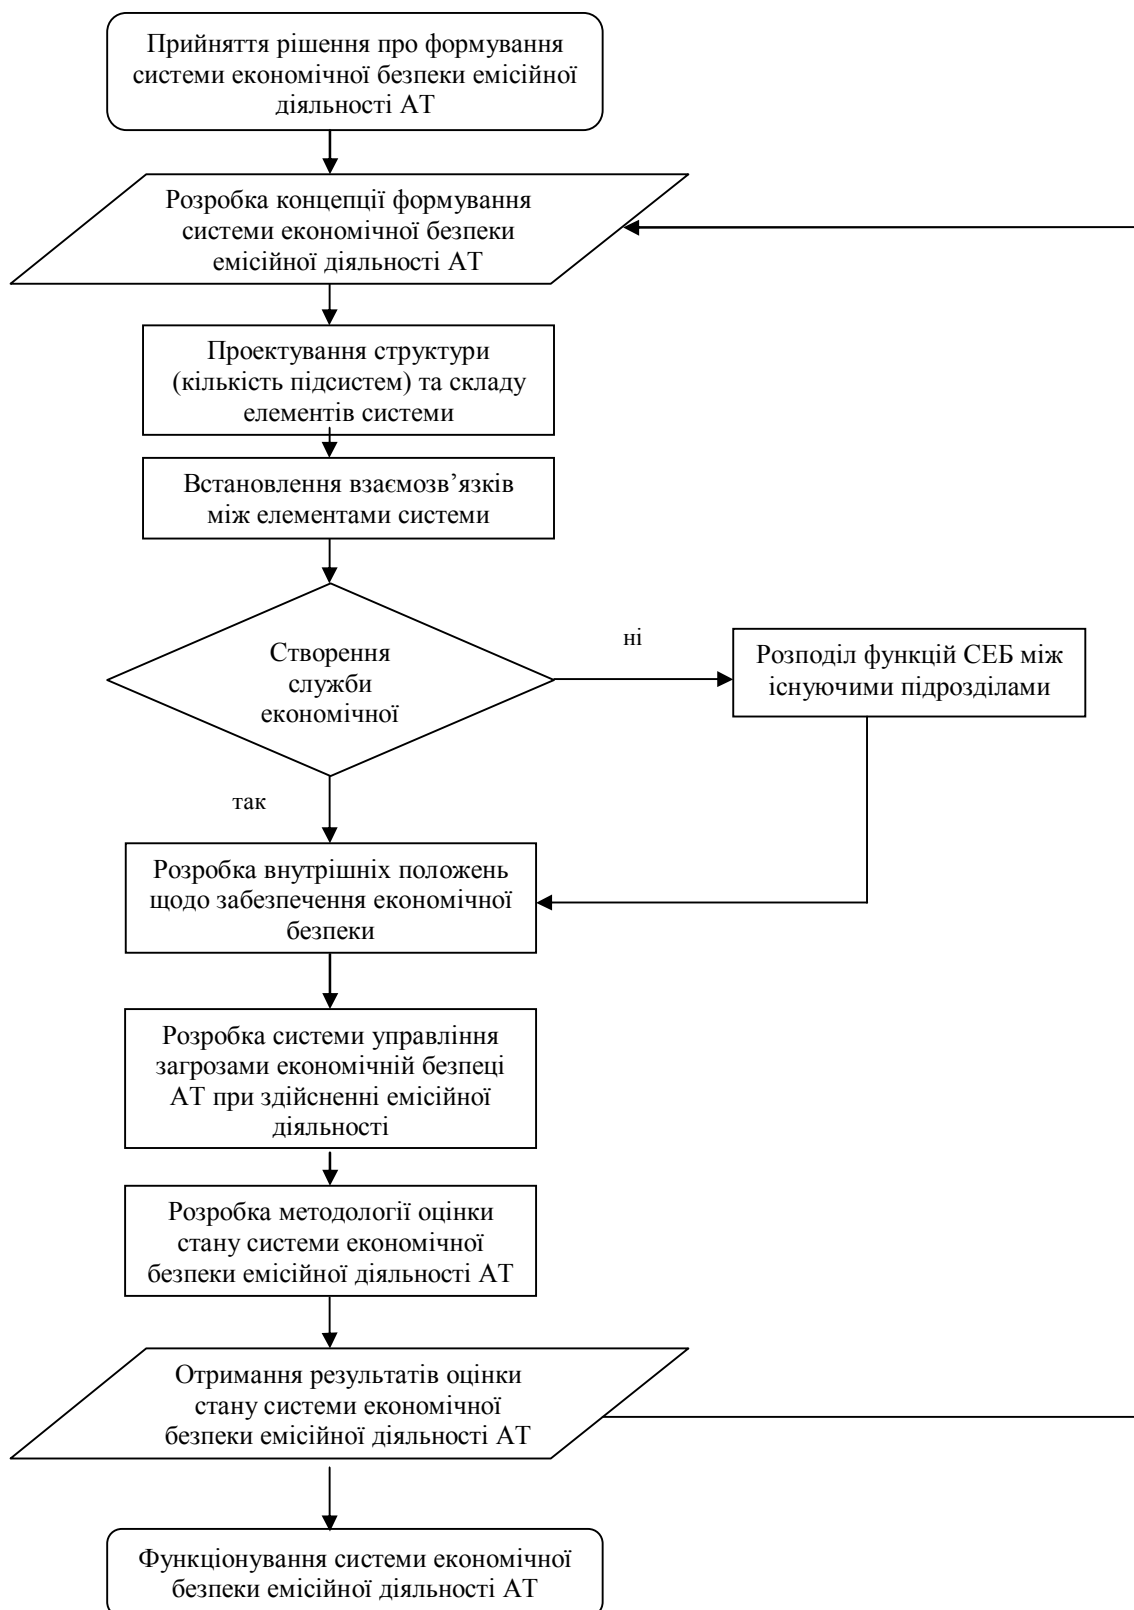 Прийняття рішення про формування
системи економічної безпеки емісійної
діяльності АТ
Розробка концепції формування
системи економічної безпеки
емісійної діяльності АТ
Проектування структури
(кількість підсистем) та складу
елементів системи
Встановлення взаємозв’язків
між елементами системи
Створення
служби
економічної
ні
Розподіл функцій СЕБ між
існуючими підрозділами
так
Розробка внутрішніх положень
щодо забезпечення економічної
безпеки
Розробка системи управління
загрозами економічній безпеці
АТ при здійсненні емісійної
діяльності
Розробка методології оцінки
стану системи економічної
безпеки емісійної діяльності АТ
Отримання результатів оцінки
стану системи економічної
безпеки емісійної діяльності АТ
Функціонування системи економічної
безпеки емісійної діяльності АТ